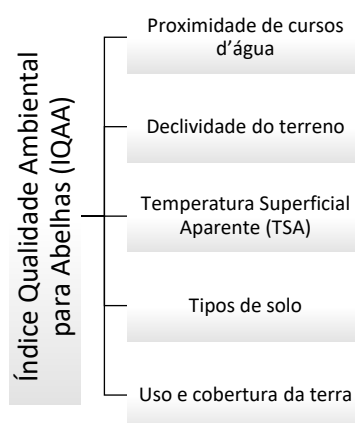 Índice Qualidade Ambiental
para Abelhas (IQAA)
Proximidade de cursos
d’água
Declividade do terreno
Temperatura Superficial
Aparente (TSA)
Tipos de solo
Uso e cobertura da terra